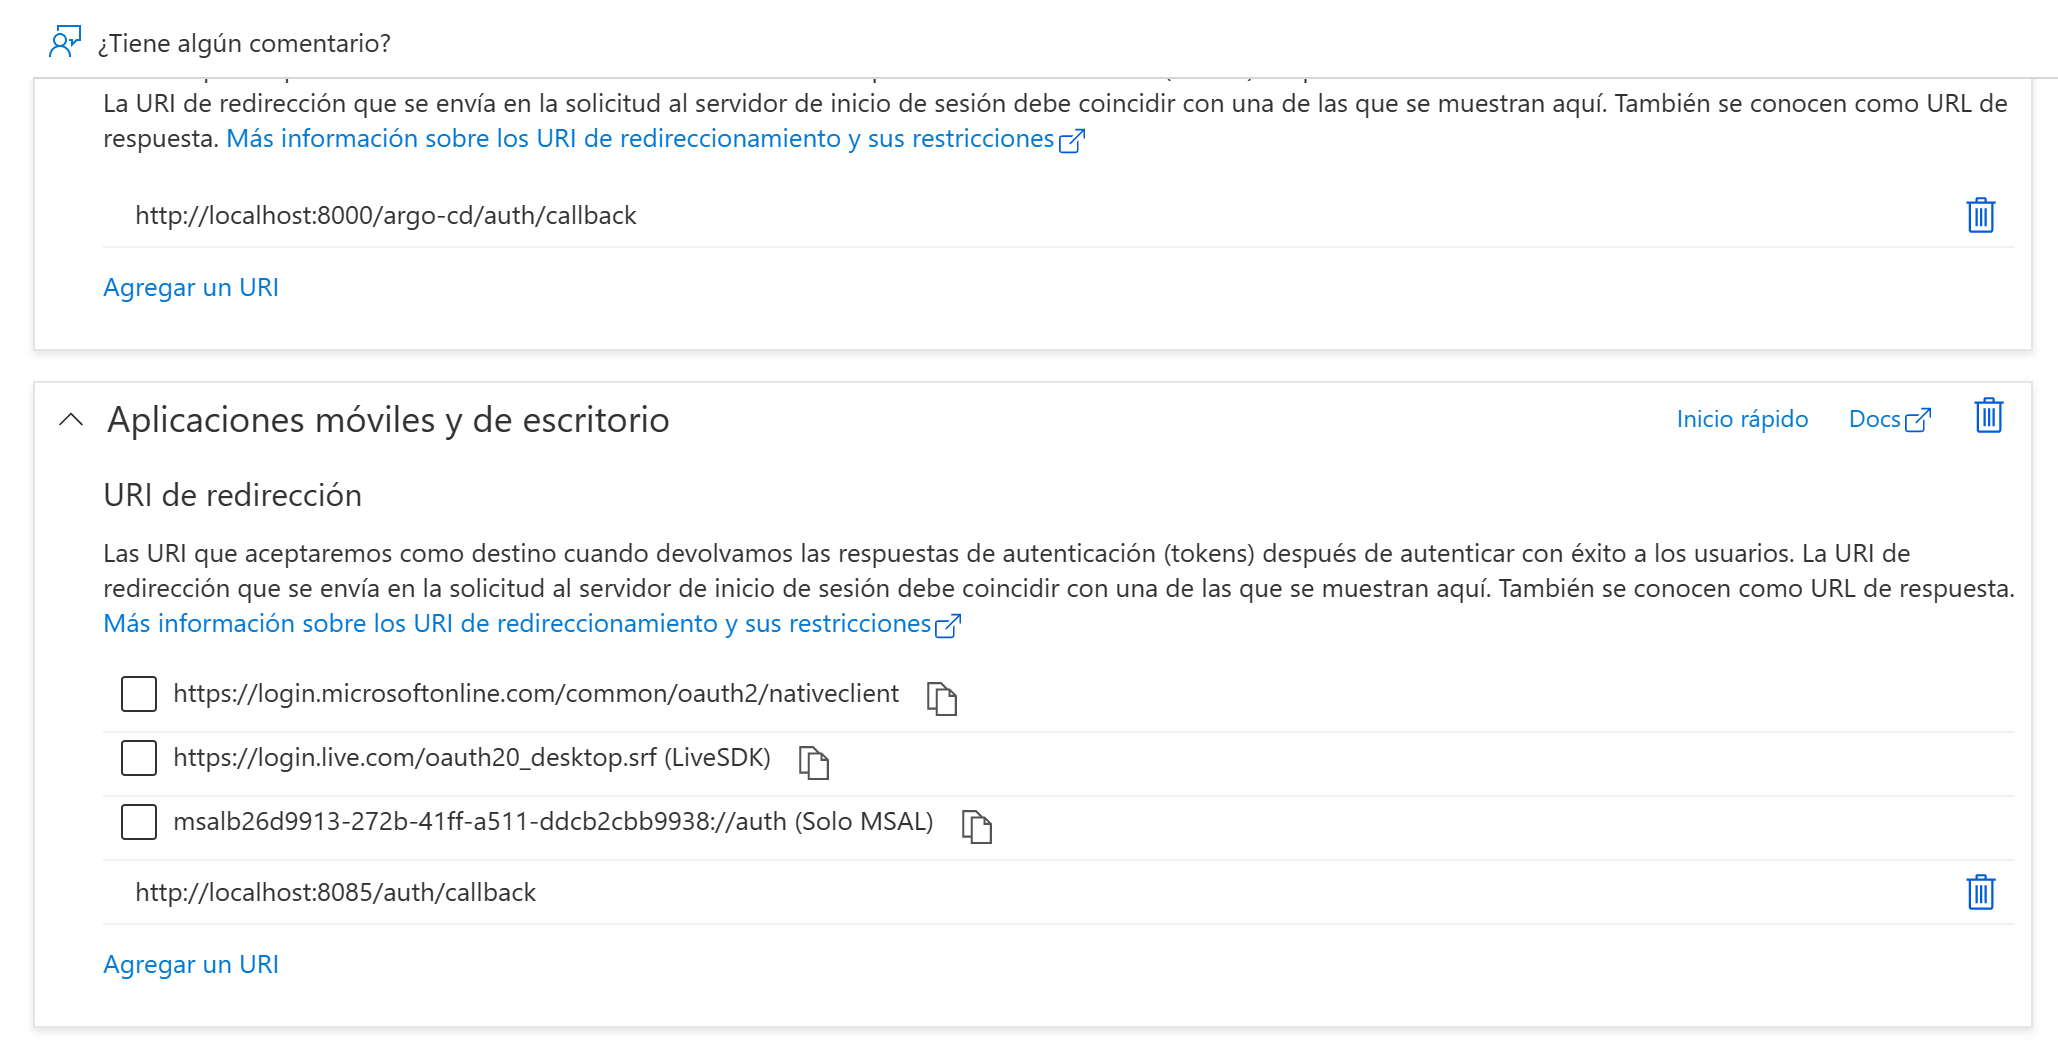 ¿Tiene algún comentario?
La URI de redirección que se envía en la solicitud al servidor de inicio de sesión debe coincidir con una de las que se muestran aquí. También se conocen como URL de
respuesta. Más información sobre los URI de redireccionamiento y sus restricciones
http://localhost:8000/argo-cd/auth/callback
Agregar un URI
Aplicaciones móviles y de escritorio
Inicio rápido
Docs
URI de redirección
Las URI que aceptaremos como destino cuando devolvamos las respuestas de autenticación (tokens) después de autenticar con éxito a los usuarios. La URI de
redirección que se envía en la solicitud al servidor de inicio de sesión debe coincidir con una de las que se muestran aquí. También se conocen como URL de respuesta.
Más información sobre los URI de redireccionamiento y sus restricciones
https://login.microsoftonline.com/common/oauth2/nativeclient
https://login.live.com/oauth20_desktop.srf (LiveSDK)
msalb26d9913-272b-41ff-a511-ddcb2cbb9938://auth (Solo MSAL)
http://localhost:8085/auth/callback
Agregar un URI